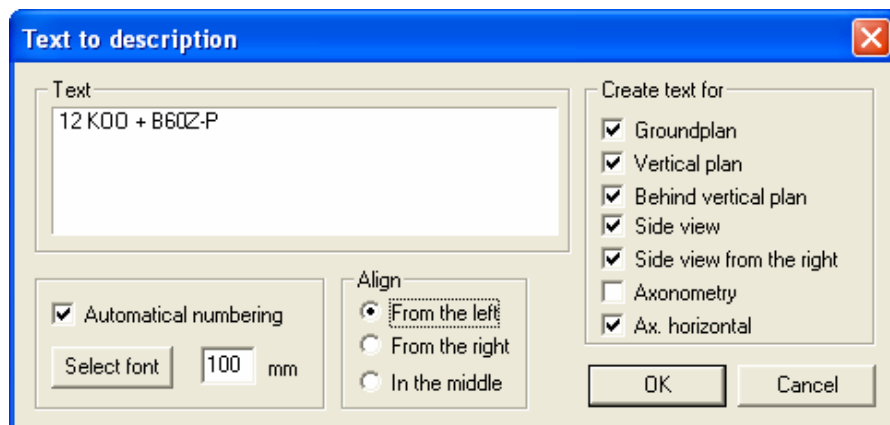 Text to description
Text
12 KOO + B60Z-P
Create text for
Groundplan
Vertical plan
Behind vertical plan
Side view
Side view from the right
Axonometry
Ax. horizontal
Automatical numbering
Select font 100 mm
Align
From the left
From the right
In the middle
OK Cancel